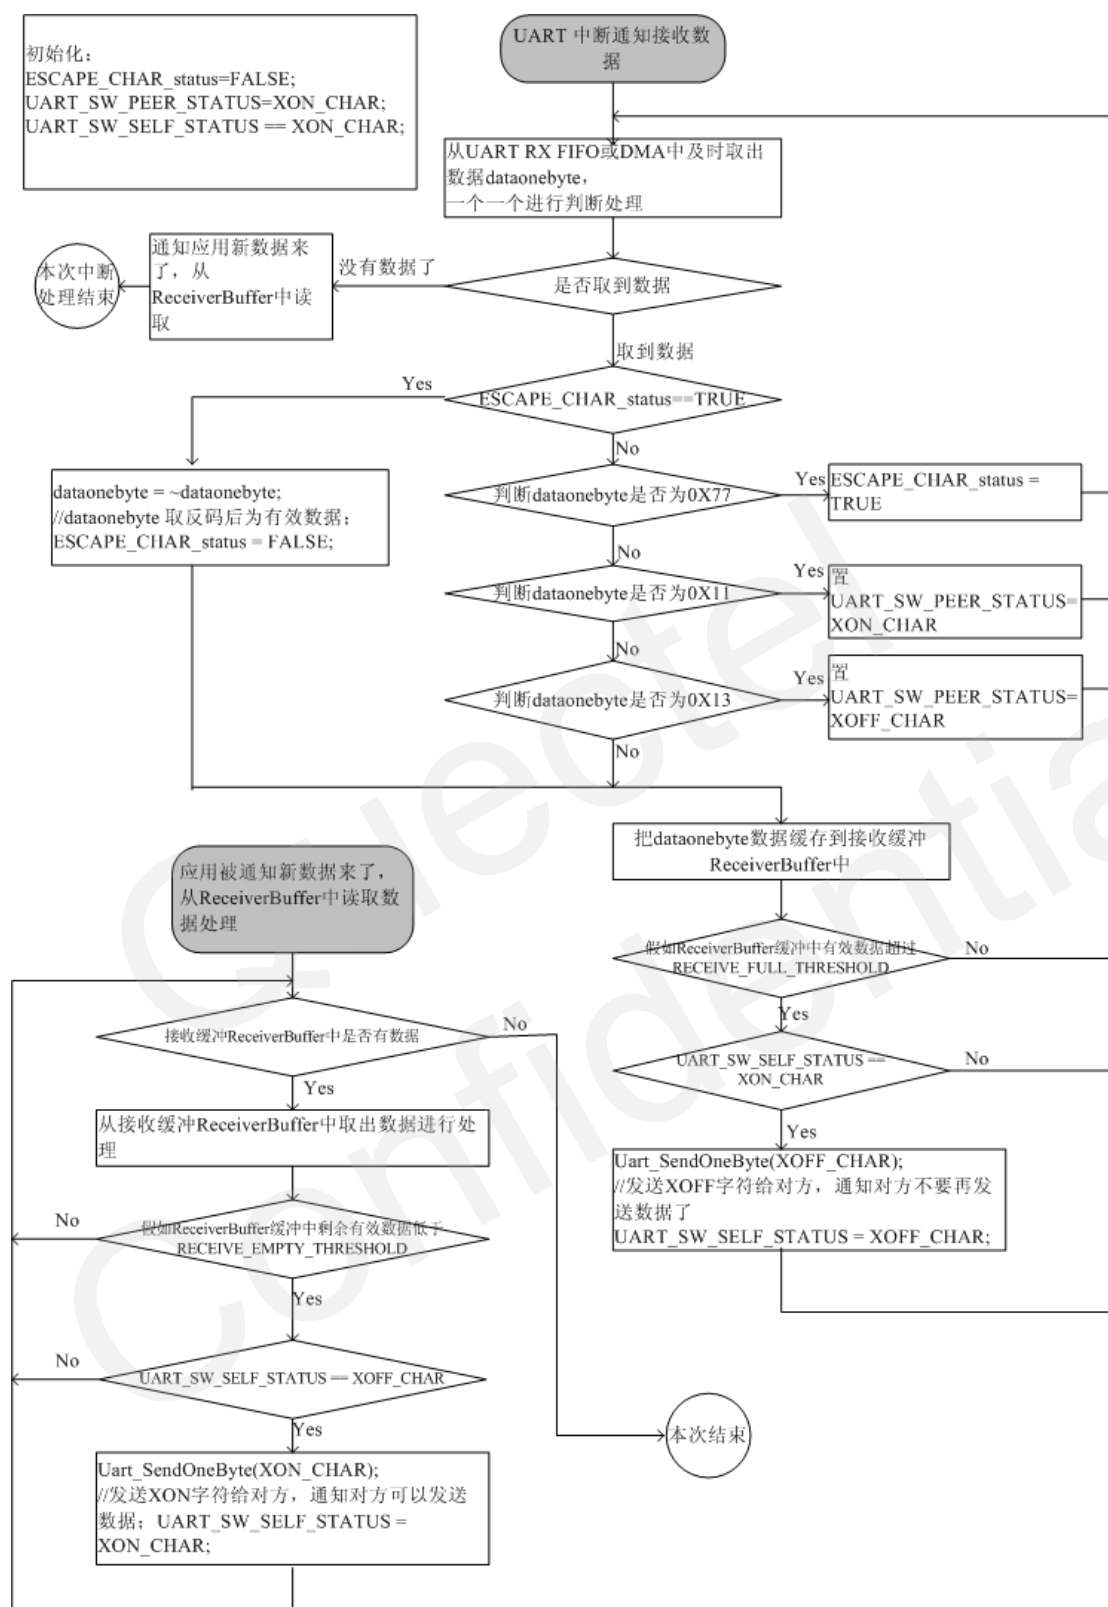 初始化：
ESCAPE_CHAR_status=FALSE;
UART_SW_PEER_STATUS=XON_CHAR;
UART_SW_SELF_STATUS == XON_CHAR;
UART 中断通知接收数
据
从UART RX FIFO或DMA中及时取出
数据dataonebyte，
一个一个进行判断处理
是否取到数据
没有数据了
通知应用新数据来
了，从
ReceiverBuffer中读
取
本次中断
处理结束
取到数据
ESCAPE_CHAR_status==TRUE
Yes
dataonebyte = ~dataonebyte;
//dataonebyte 取反码后为有效数据；
ESCAPE_CHAR_status = FALSE;
No
判断dataonebyte是否为0X77
Yes
ESCAPE_CHAR_status =
TRUE
No
判断dataonebyte是否为0X11
Yes
置
UART_SW_PEER_STATUS=
XON_CHAR
No
判断dataonebyte是否为0X13
Yes
置
UART_SW_PEER_STATUS=
XOFF_CHAR
No
把dataonebyte数据缓存到接收缓冲
ReceiverBuffer中
假如ReceiverBuffer缓冲中有效数据超过
RECEIVE_FULL_THRESHOLD
No
Yes
UART_SW_SELF_STATUS ==
XON_CHAR
No
Yes
Uart_SendOneByte(XOFF_CHAR);
//发送XOFF字符给对方，通知对方不要再发
送数据了
UART_SW_SELF_STATUS = XOFF_CHAR;
应用被通知新数据来了，
从ReceiverBuffer中读取数
据处理
接收缓冲ReceiverBuffer中是否有数据
No
Yes
从接收缓冲ReceiverBuffer中取出数据进行处
理
假如ReceiverBuffer缓冲中剩余有效数据低于
RECEIVE_EMPTY_THRESHOLD
No
Yes
UART_SW_SELF_STATUS == XOFF_CHAR
No
Yes
Uart_SendOneByte(XON_CHAR);
//发送XON字符给对方，通知对方可以发送
数据；UART_SW_SELF_STATUS =
XON_CHAR;
本次结束
Quectel
Confidentia